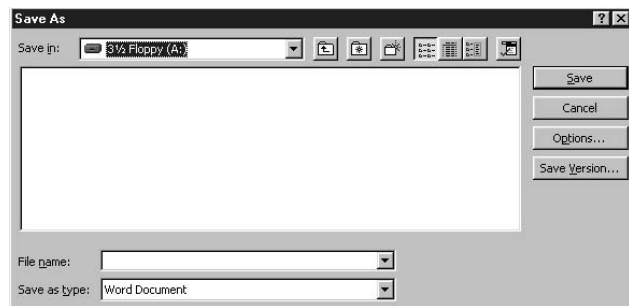 Save As
Save in: 3½ Floppy (A:)
Save
Cancel
Options...
Save Version...
File name:
Save as type: Word Document